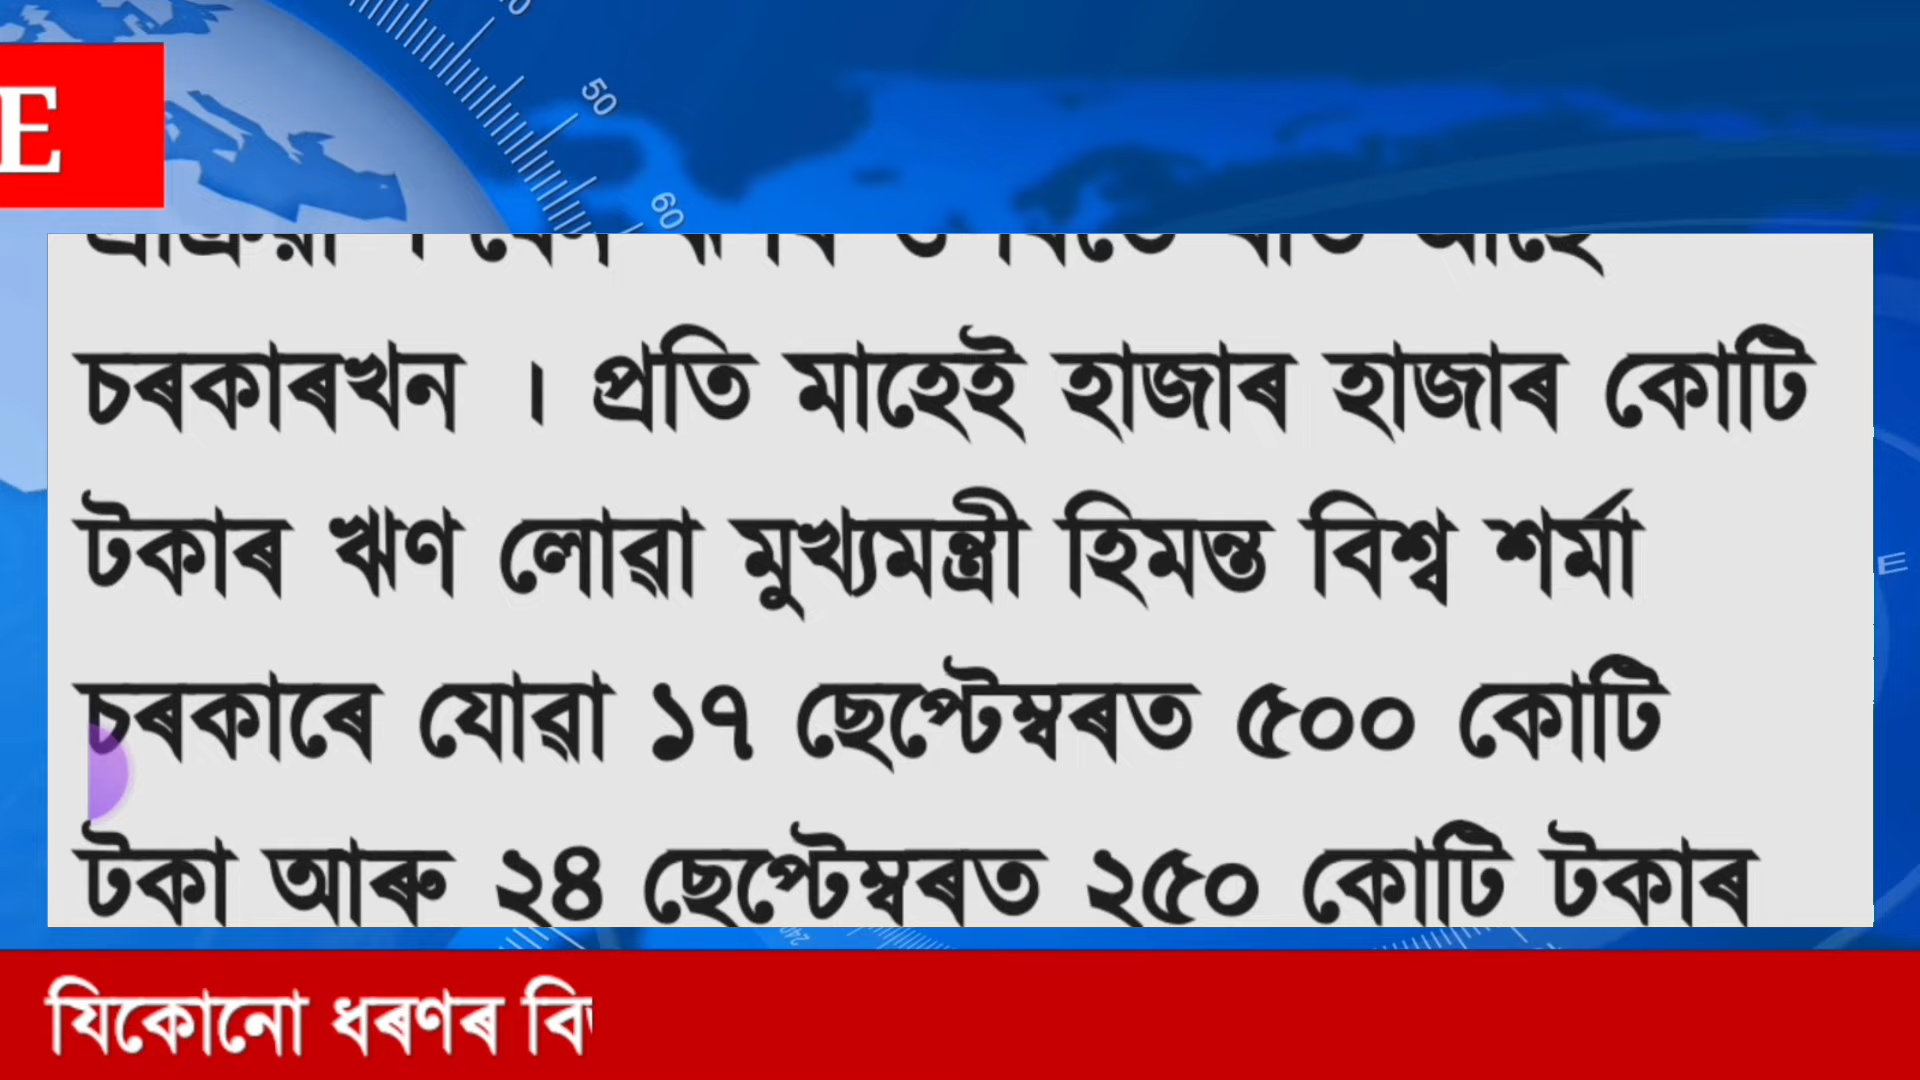 50
60
E
চৰকাৰখন । প্ৰতি মাহেই হাজাৰ হাজাৰ কোটি
টকাৰ ঋণ লোৱা মুখ্যমন্ত্ৰী হিমন্ত বিশ্ব শৰ্মা
E
চৰকাৰে যোৱা ১৭ ছেপ্টেম্বৰত ৫০০ কোটি
টকা আৰু ২৪ ছেপ্টেম্বৰত ২৫০ কোটি টকাৰ
240
যিকোনো ধৰণৰ